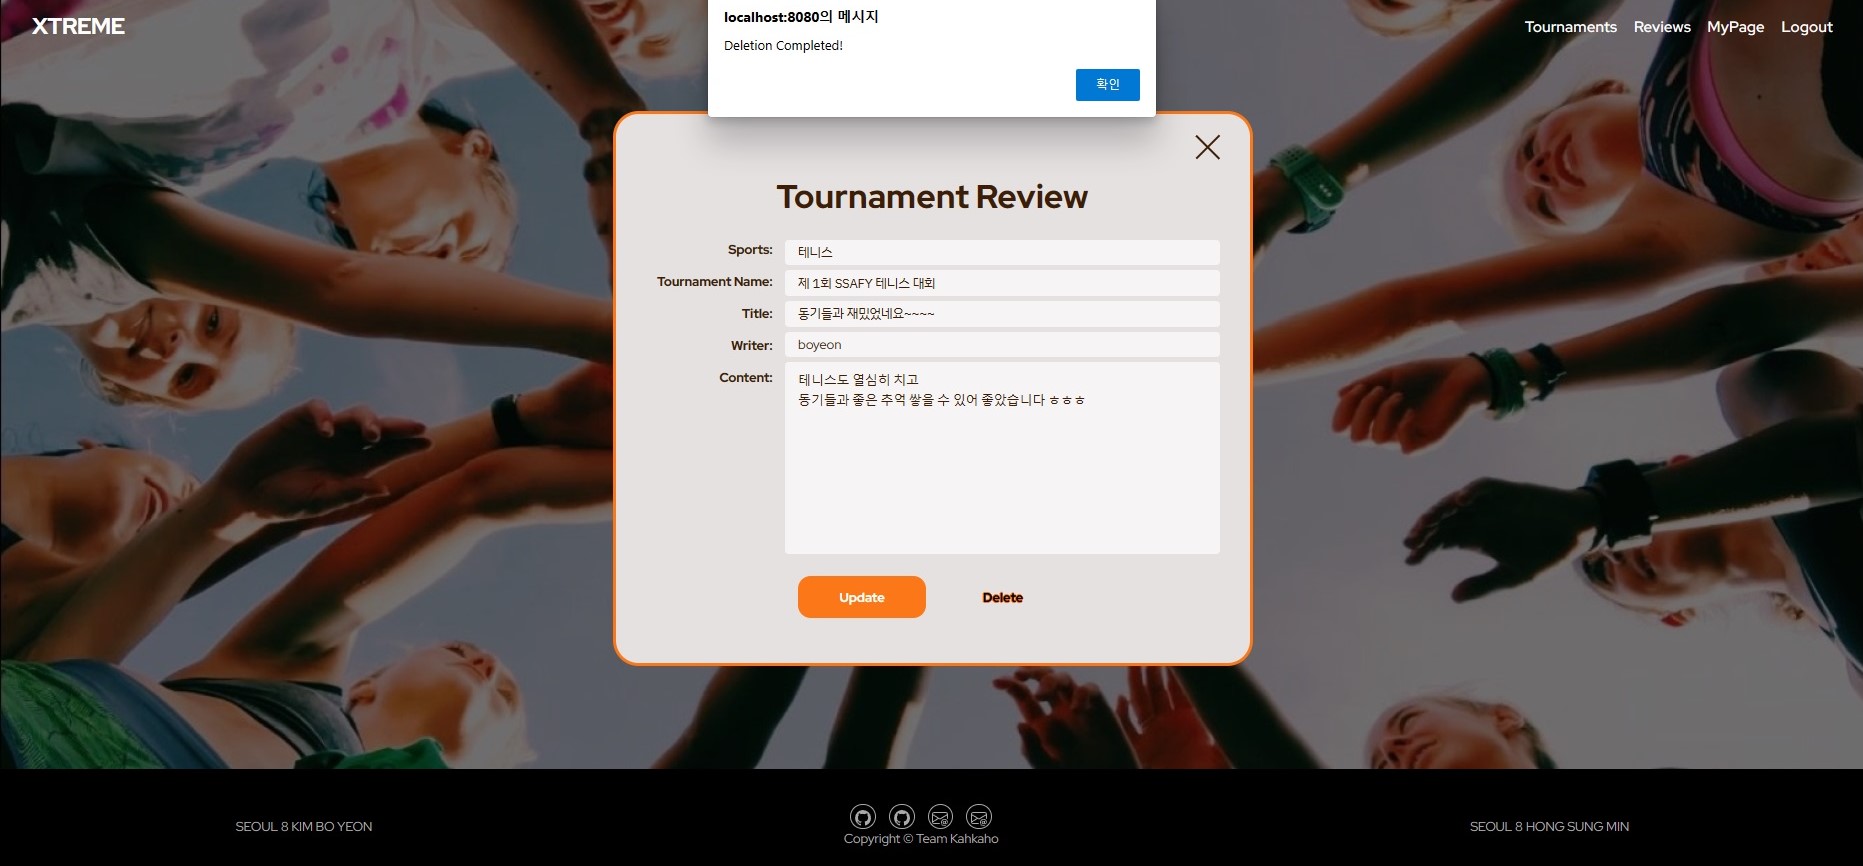 XTREME
Tournaments Reviews MyPage Logout
localhost:8080의 메시지
Deletion Completed!
확인
Tournament Review
Sports: 테니스
Tournament Name: 제 1회 SSAFY 테니스 대회
Title: 동기들과 재밌었네요~~~~
Writer: boyeon
Content: 테니스도 열심히 치고
동기들과 좋은 추억 쌓을 수 있어 좋았습니다 ㅎㅎㅎ
Update Delete
SEOUL 8 KIM BO YEON
Copyright © Team Kahkaho
SEOUL 8 HONG SUNG MIN